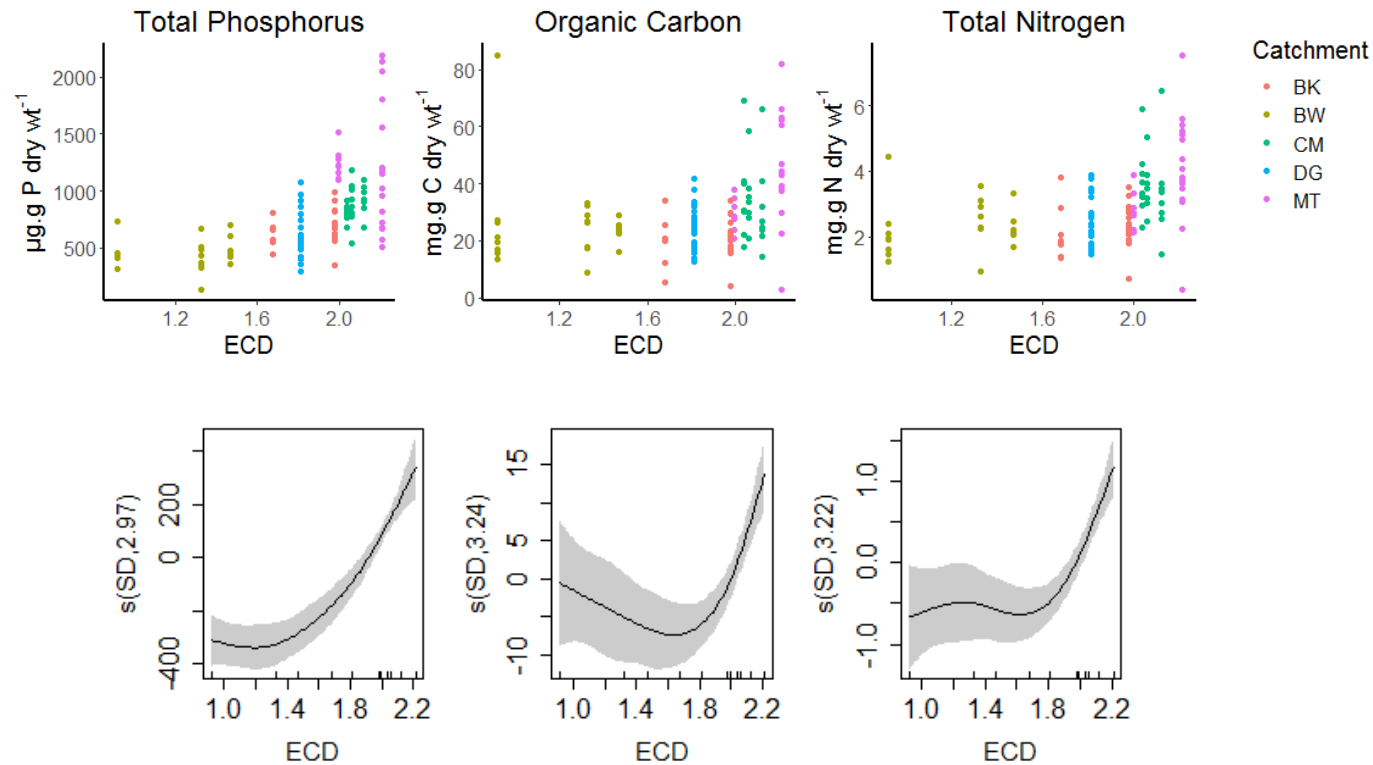 Total Phosphorus
Organic Carbon
Total Nitrogen
µg.g P dry wt⁻¹
2000
1500
1000
500
1.2 1.6 2.0
ECD
mg.g C dry wt⁻¹
80
60
40
20
0
1.2 1.6 2.0
ECD
mg.g N dry wt⁻¹
6
4
2
1.2 1.6 2.0
ECD
Catchment
BK
BW
CM
DG
MT
s(SD,2.97)
200
0
-400
1.0 1.4 1.8 2.2
ECD
s(SD,3.24)
15
5
0
-10
1.0 1.4 1.8 2.2
ECD
s(SD,3.22)
1.0
0.0
-1.0
1.0 1.4 1.8 2.2
ECD